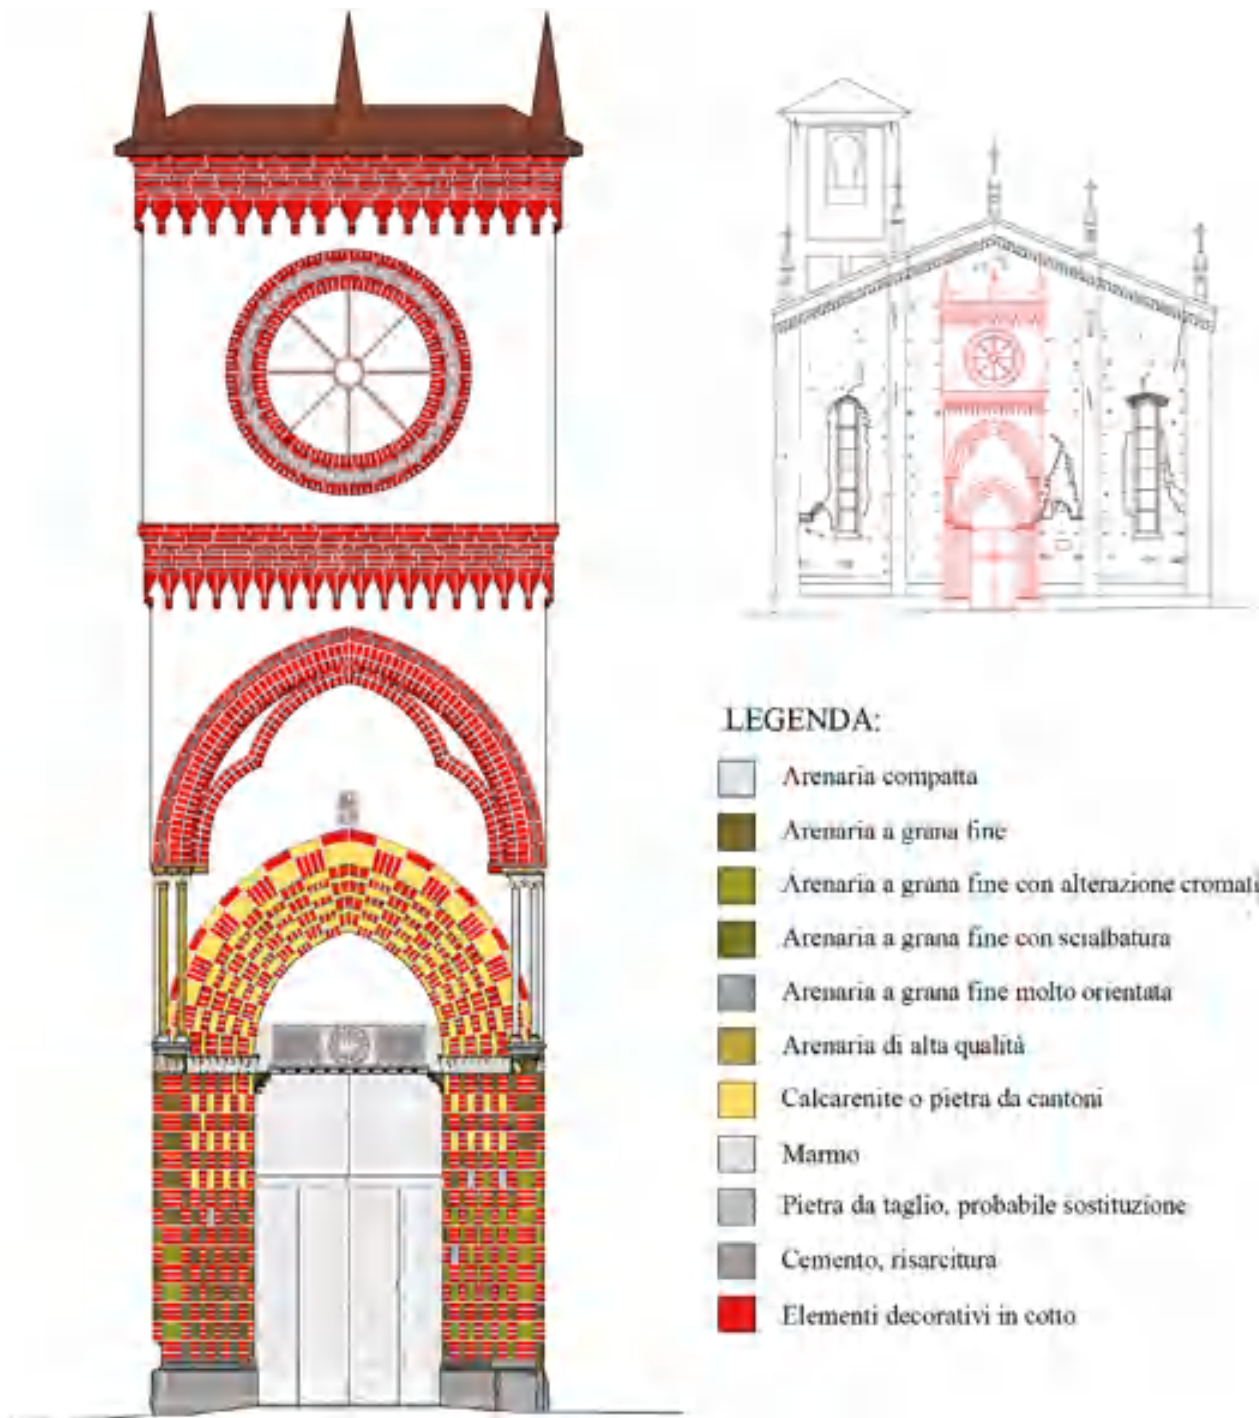 LEGENDA:
Arenaria compatta
Arenaria a grana fine
Arenaria a grana fine con alterazione cromati
Arenaria a grana fine con scialbatura
Arenaria a grana fine molto orientata
Arenaria di alta qualità
Calcarenite o pietra da cantoni
Marmo
Pietra da taglio, probabile sostituzione
Cemento, risarcitura
Elementi decorativi in cotto